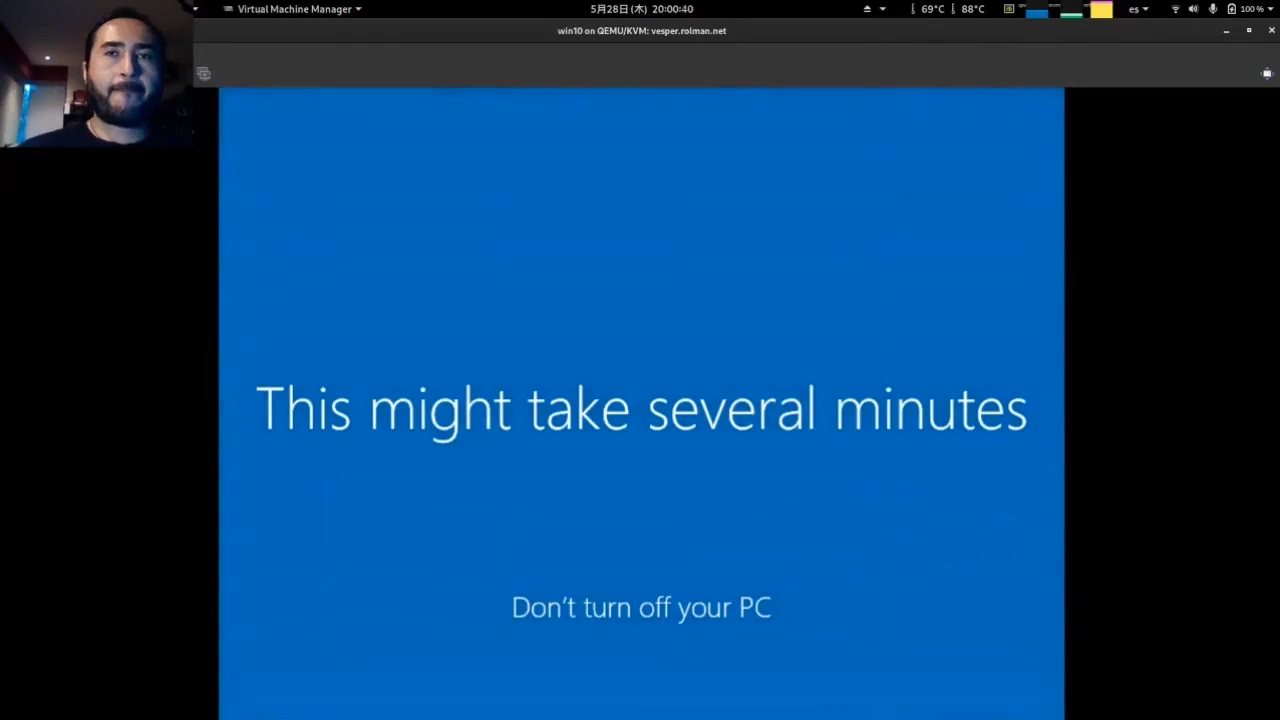 Virtual Machine Manager
5月28日 (木) 20:00:40
69°C
88°C
es
100 %
win10 on QEMU/KVM: vesper.rolman.net
This might take several minutes
Don't turn off your PC